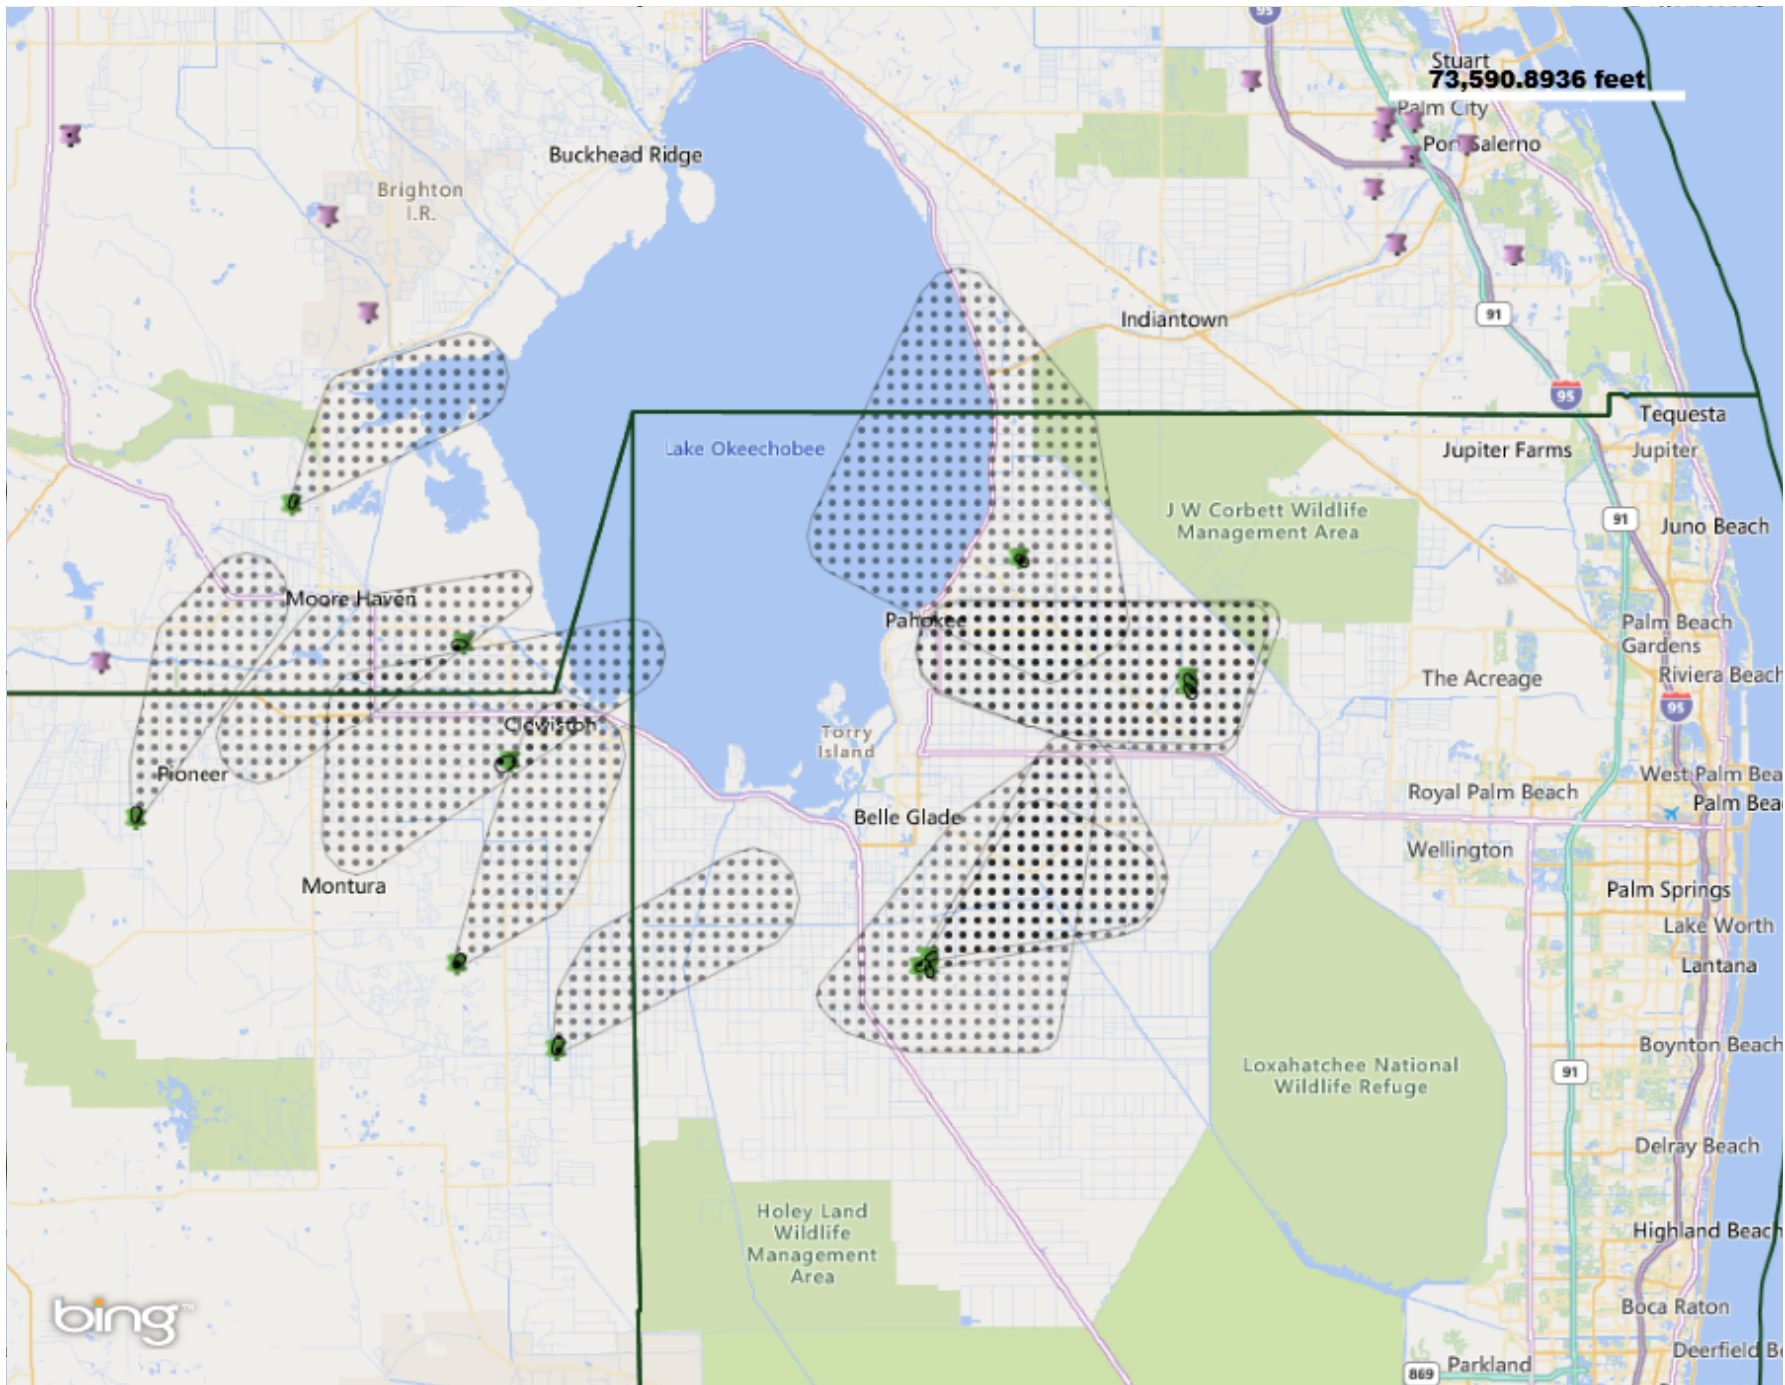 95
Stuart
73,590.8936 feet
Palm City
Port Salerno
Buckhead Ridge
Brighton
I.R.
Indiantown
91
95
Tequesta
Lake Okeechobee
Jupiter Farms
Jupiter
J W Corbett Wildlife
Management Area
91
Juno Beach
Moore Haven
Pahokee
Palm Beach
Gardens
The Acreage
Riviera Beach
95
Clewiston
Torry
Island
Pioneer
West Palm Bea
Royal Palm Beach
Palm Beac
Belle Glade
Wellington
Montura
Palm Springs
Lake Worth
Lantana
Boynton Beach
Loxahatchee National
Wildlife Refuge
91
Delray Beach
Holey Land
Wildlife
Management
Area
Highland Beach
bing
Boca Raton
Deerfield Be
869
Parkland